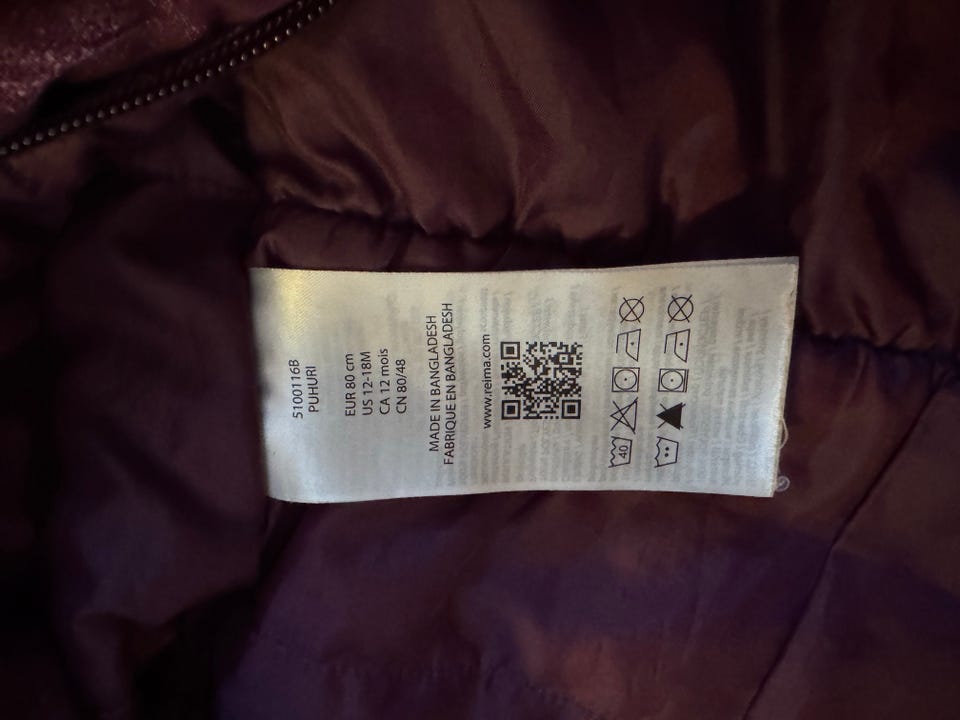 5100116B
PUHURI
EUR 80 cm
US 12-18M
CA 12 mois
CN 80/48
MADE IN BANGLADESH
FABRIQUE EN BANGLADESH
www.reima.com
40